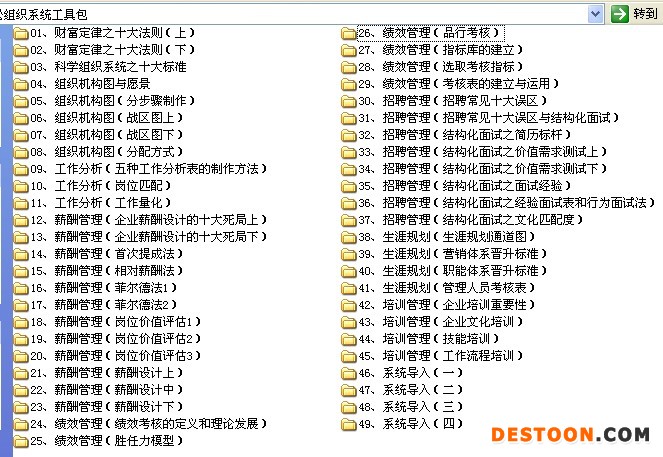 组织系统工具包
转到
01、财富定律之十大法则(上)
02、财富定律之十大法则(下)
03、科学组织系统之十大标准
04、组织机构图与愿景
05、组织机构图(分步骤制作)
06、组织机构图(战区图上)
07、组织机构图(战区图下)
08、组织机构图(分配方式)
09、工作分析(五种工作分析表的制作方法)
10、工作分析(岗位匹配)
11、工作分析(工作量化)
12、薪酬管理(企业薪酬设计的十大死局上)
13、薪酬管理(企业薪酬设计的十大死局下)
14、薪酬管理(首次提成法)
15、薪酬管理(相对薪酬法)
16、薪酬管理(菲尔德法1)
17、薪酬管理(菲尔德法2)
18、薪酬管理(岗位价值评估1)
19、薪酬管理(岗位价值评估2)
20、薪酬管理(岗位价值评估3)
21、薪酬管理(薪酬设计上)
22、薪酬管理(薪酬设计中)
23、薪酬管理(薪酬设计下)
24、绩效管理(绩效考核的定义和理论发展)
25、绩效管理(胜任力模型)
26、绩效管理(品行考核)
27、绩效管理(指标库的建立)
28、绩效管理(选取考核指标)
29、绩效管理(考核表的建立与运用)
30、招聘管理(招聘常见十大误区)
31、招聘管理(招聘常见十大误区与结构化面试)
32、招聘管理(结构化面试之简历标杆)
33、招聘管理(结构化面试之价值需求测试上)
34、招聘管理(结构化面试之价值需求测试下)
35、招聘管理(结构化面试之面试经验)
36、招聘管理(结构化面试之经验面试表和行为面试法)
37、招聘管理(结构化面试之文化匹配度)
38、生涯规划(生涯规划通道图)
39、生涯规划(营销体系晋升标准)
40、生涯规划(职能体系晋升标准)
41、生涯规划(管理人员考核表)
42、培训管理(企业培训重要性)
43、培训管理(企业文化培训)
44、培训管理(技能培训)
45、培训管理(工作流程培训)
46、系统导入(一)
47、系统导入(二)
48、系统导入(三)
49、系统导入(四)
DESTOON.COM